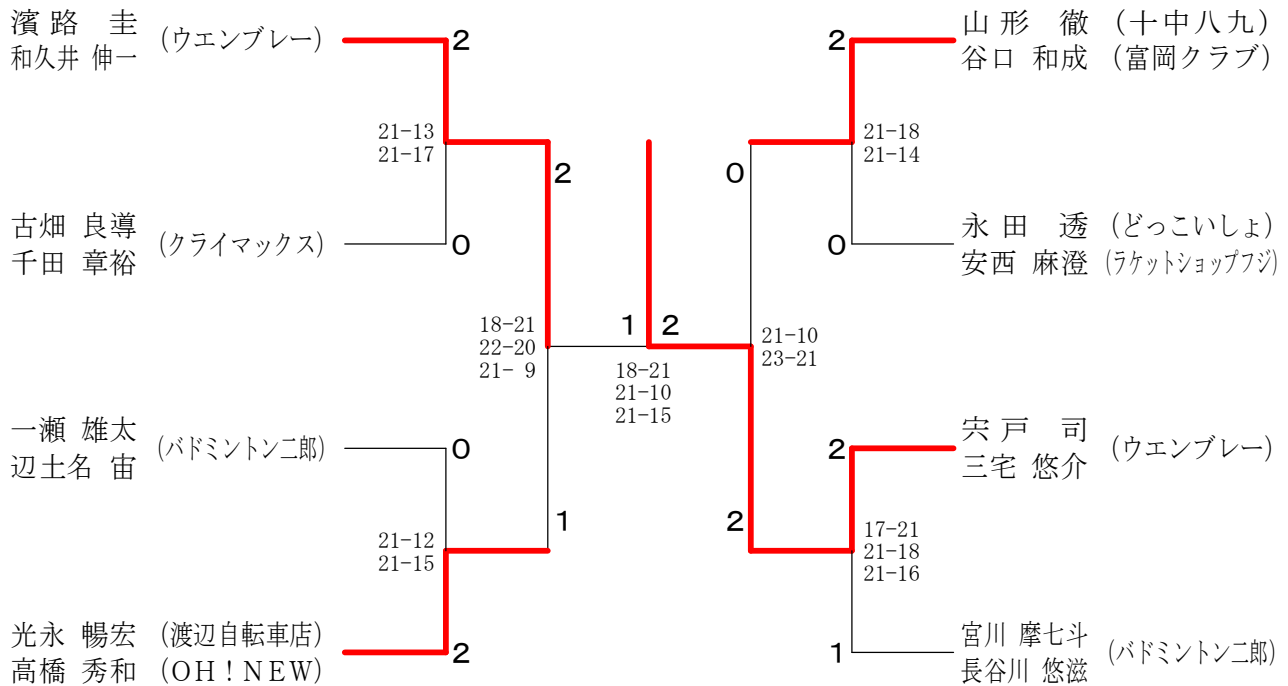 濱路 圭 (ウエンブレー)
和久井 伸一
2
21-13
21-17
古畑 良導 (クライマックス)
千田 章裕
0
2
18-21
22-20
21- 9
一瀬 雄太 (バドミントン二郎)
辺土名 宙
0
1
21-12
21-15
光永 暢宏 (渡辺自転車店)
高橋 秀和 (OH!NEW)
2
1 2
18-21
21-10
21-15
山形 徹 (十中八九)
谷口 和成 (富岡クラブ)
2
21-18
21-14
0
永田 透 (どっこいしょ)
安西 麻澄 (ラケットショップフジ)
0
21-10
23-21
宍戸 司 (ウエンブレー)
三宅 悠介
2
2
17-21
21-18
21-16
宮川 摩七斗 (バドミントン二郎)
長谷川 悠滋
1